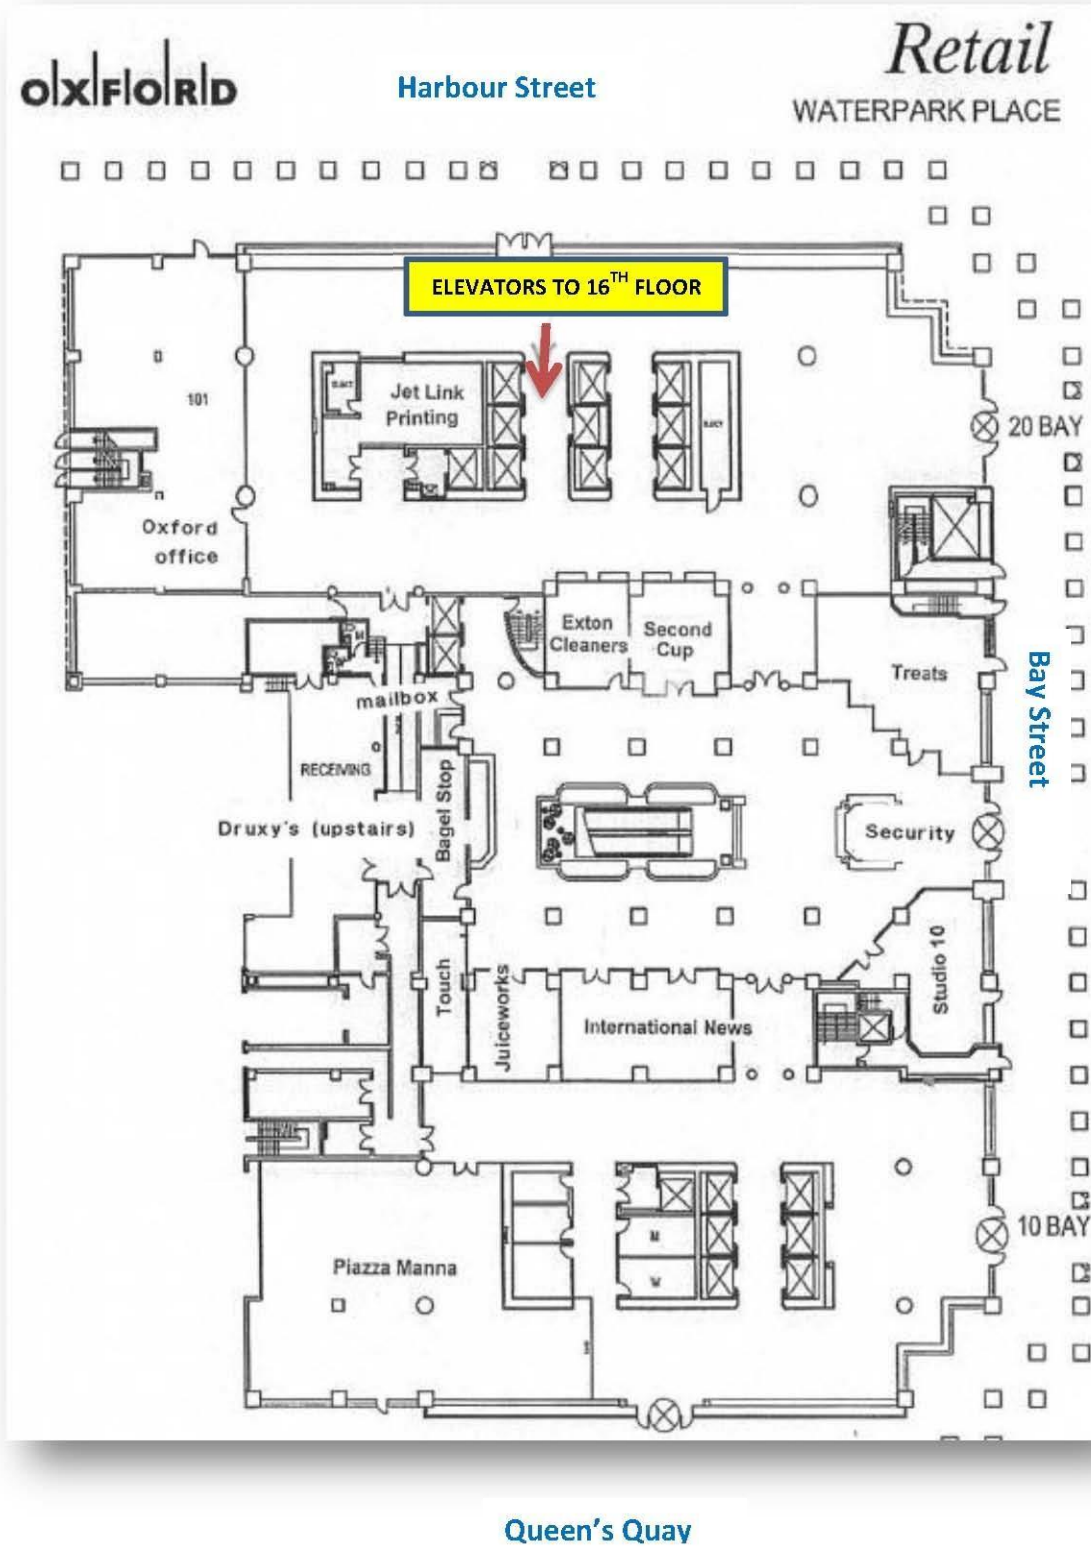 OXFORD
Harbour Street
Retail
WATERPARK PLACE
ELEVATORS TO 16TH FLOOR
Jet Link
Printing
101
20 BAY
Oxford
office
Exton
Cleaners
Second
Cup
Treats
mailbox
Bay Street
RECEIVING
Bagel Stop
Druxy's (upstairs)
Security
Touch
Juiceworks
International News
Studio 10
M
W
10 BAY
Piazza Manna
Queen's Quay